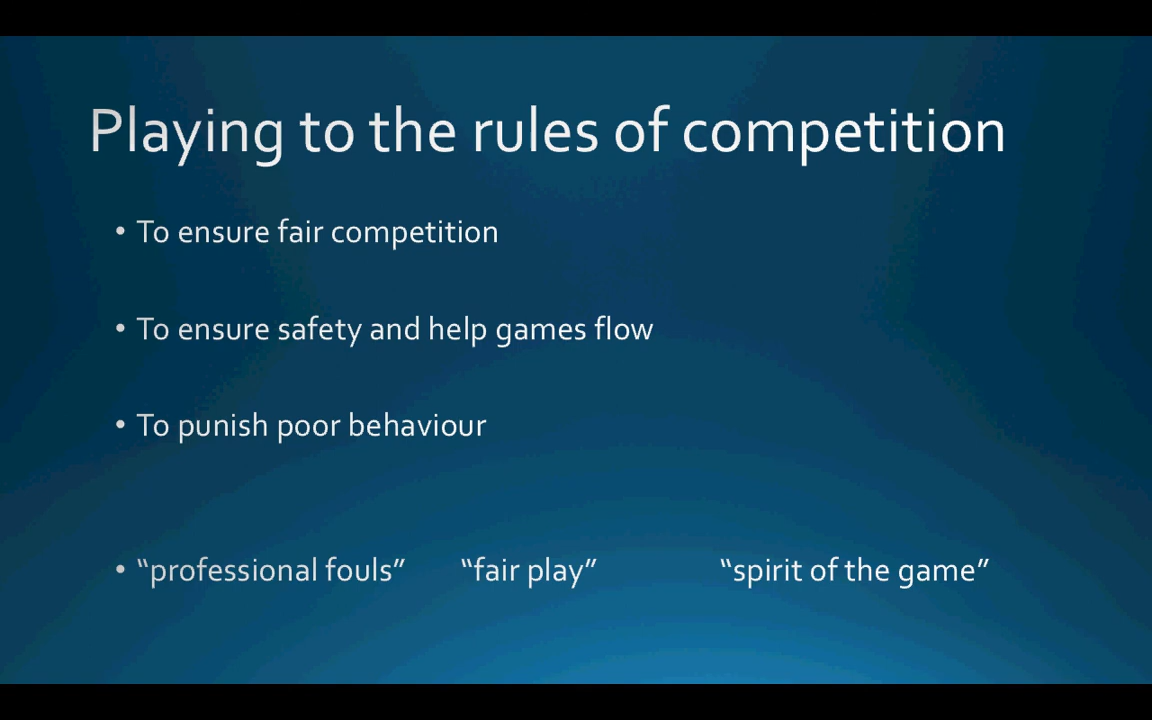 Playing to the rules of competition
• To ensure fair competition
• To ensure safety and help games flow
• To punish poor behaviour
• “professional fouls” “fair play” “spirit of the game”